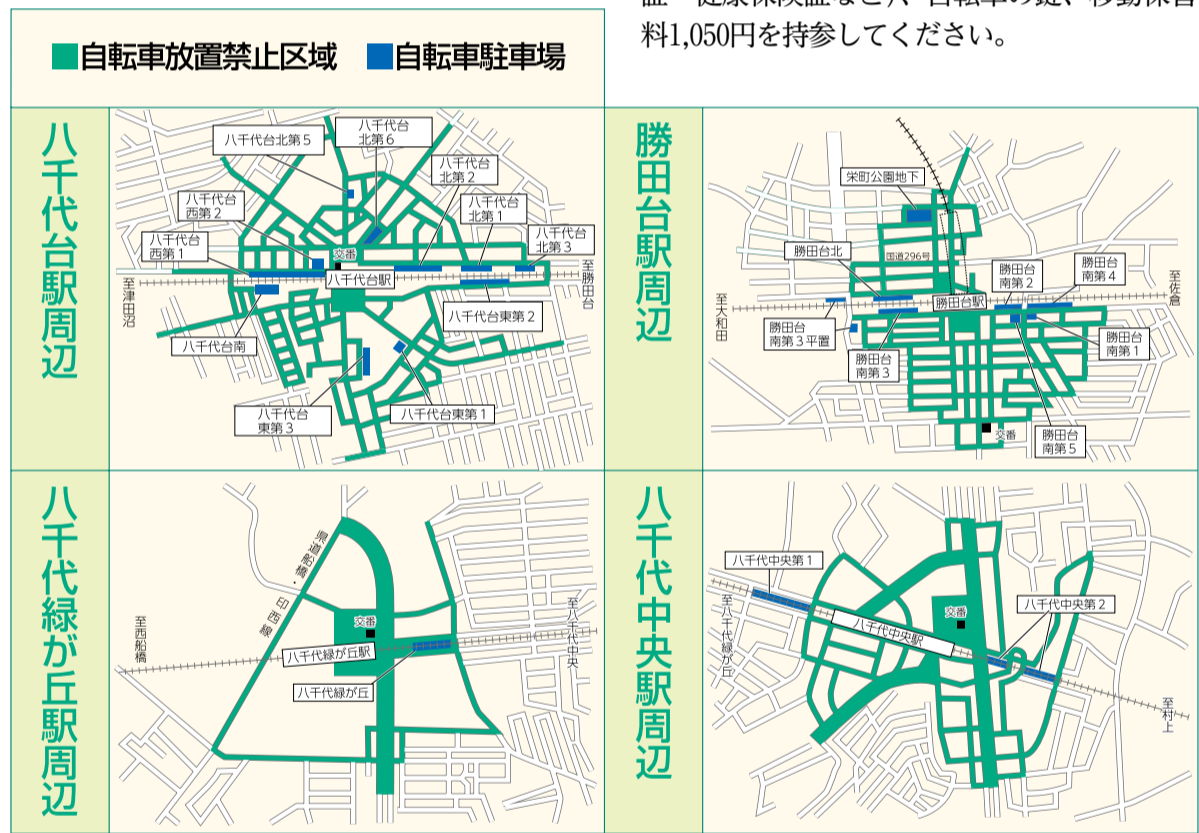 証・健康保険証など)、自転車の鍵、移動保管
料1,050円を持参してください。
自転車放置禁止区域
自転車駐車場
八千代台駅周辺
八千代台北第5
八千代台
北第6
八千代台
北第2
八千代台
西第2
八千代台
北第1
八千代台
西第1
八千代台
北第3
交番
八千代台駅
至津田沼
至勝田台
八千代台東第2
八千代台南
八千代台
東第3
八千代台東第1
勝田台駅周辺
栄町公園地下
勝田台北
国道296号
勝田台
南第2
勝田台
南第4
勝田台駅
至大和田
至佐倉
勝田台
南第3平置
勝田台
南第3
勝田台
南第1
交番
勝田台
南第5
八千代緑が丘駅周辺
県道船橋・印西線
至西船橋
交番
至八千代中央
八千代緑が丘駅
八千代緑が丘
八千代中央駅周辺
八千代中央第1
至八千代緑が丘
交番
八千代中央第2
八千代中央駅
至村上